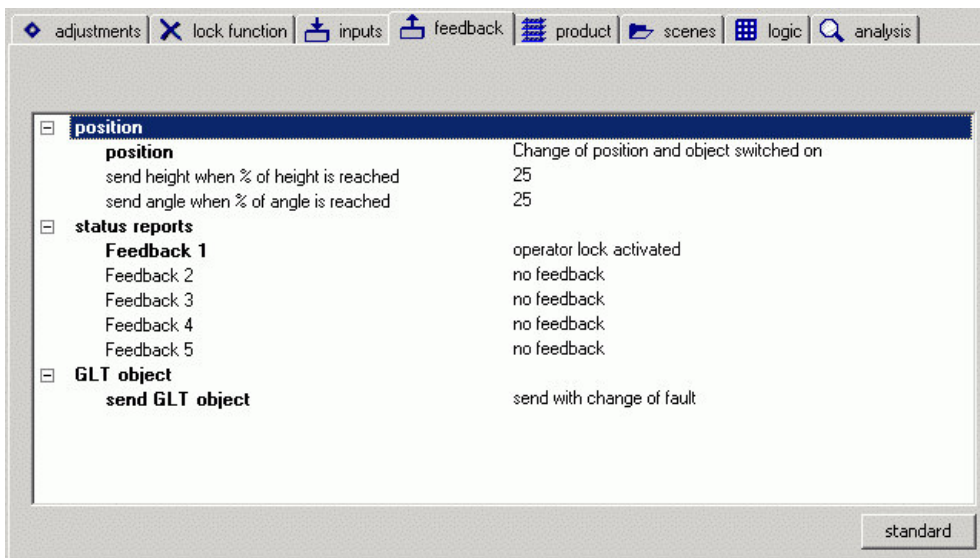 adjustments lock function inputs feedback product scenes logic analysis
position
position Change of position and object switched on
send height when % of height is reached 25
send angle when % of angle is reached 25
status reports
Feedback 1 operator lock activated
Feedback 2 no feedback
Feedback 3 no feedback
Feedback 4 no feedback
Feedback 5 no feedback
GLT object
send GLT object send with change of fault
standard